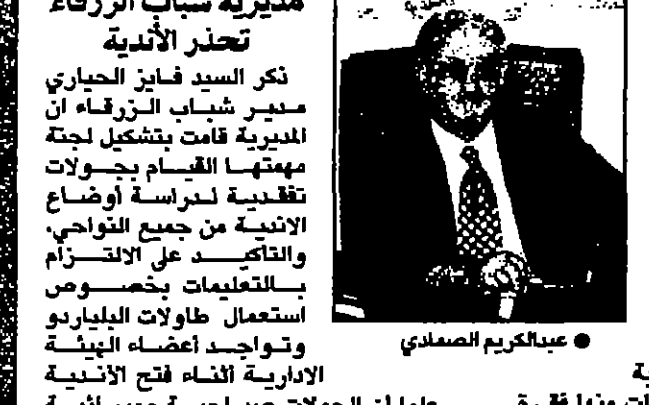 مديرية شباب الزرقاء
تحذر الأندية
ذكر السيد فايز الحياري
مدير شباب الزرقاء ان
المديرية قامت بتشكيل لجنة
مهمتها القيام بجولات
تفقدية لدراسة أوضاع
الاندية من جميع النواحي،
والتأكيد على الالتزام
بالتعليمات بخصوص
استعمال طاولات البلياردو
وتواجد أعضاء الهيئة
الادارية أثناء فتح الأندية
● عبدالكريم الصمادي